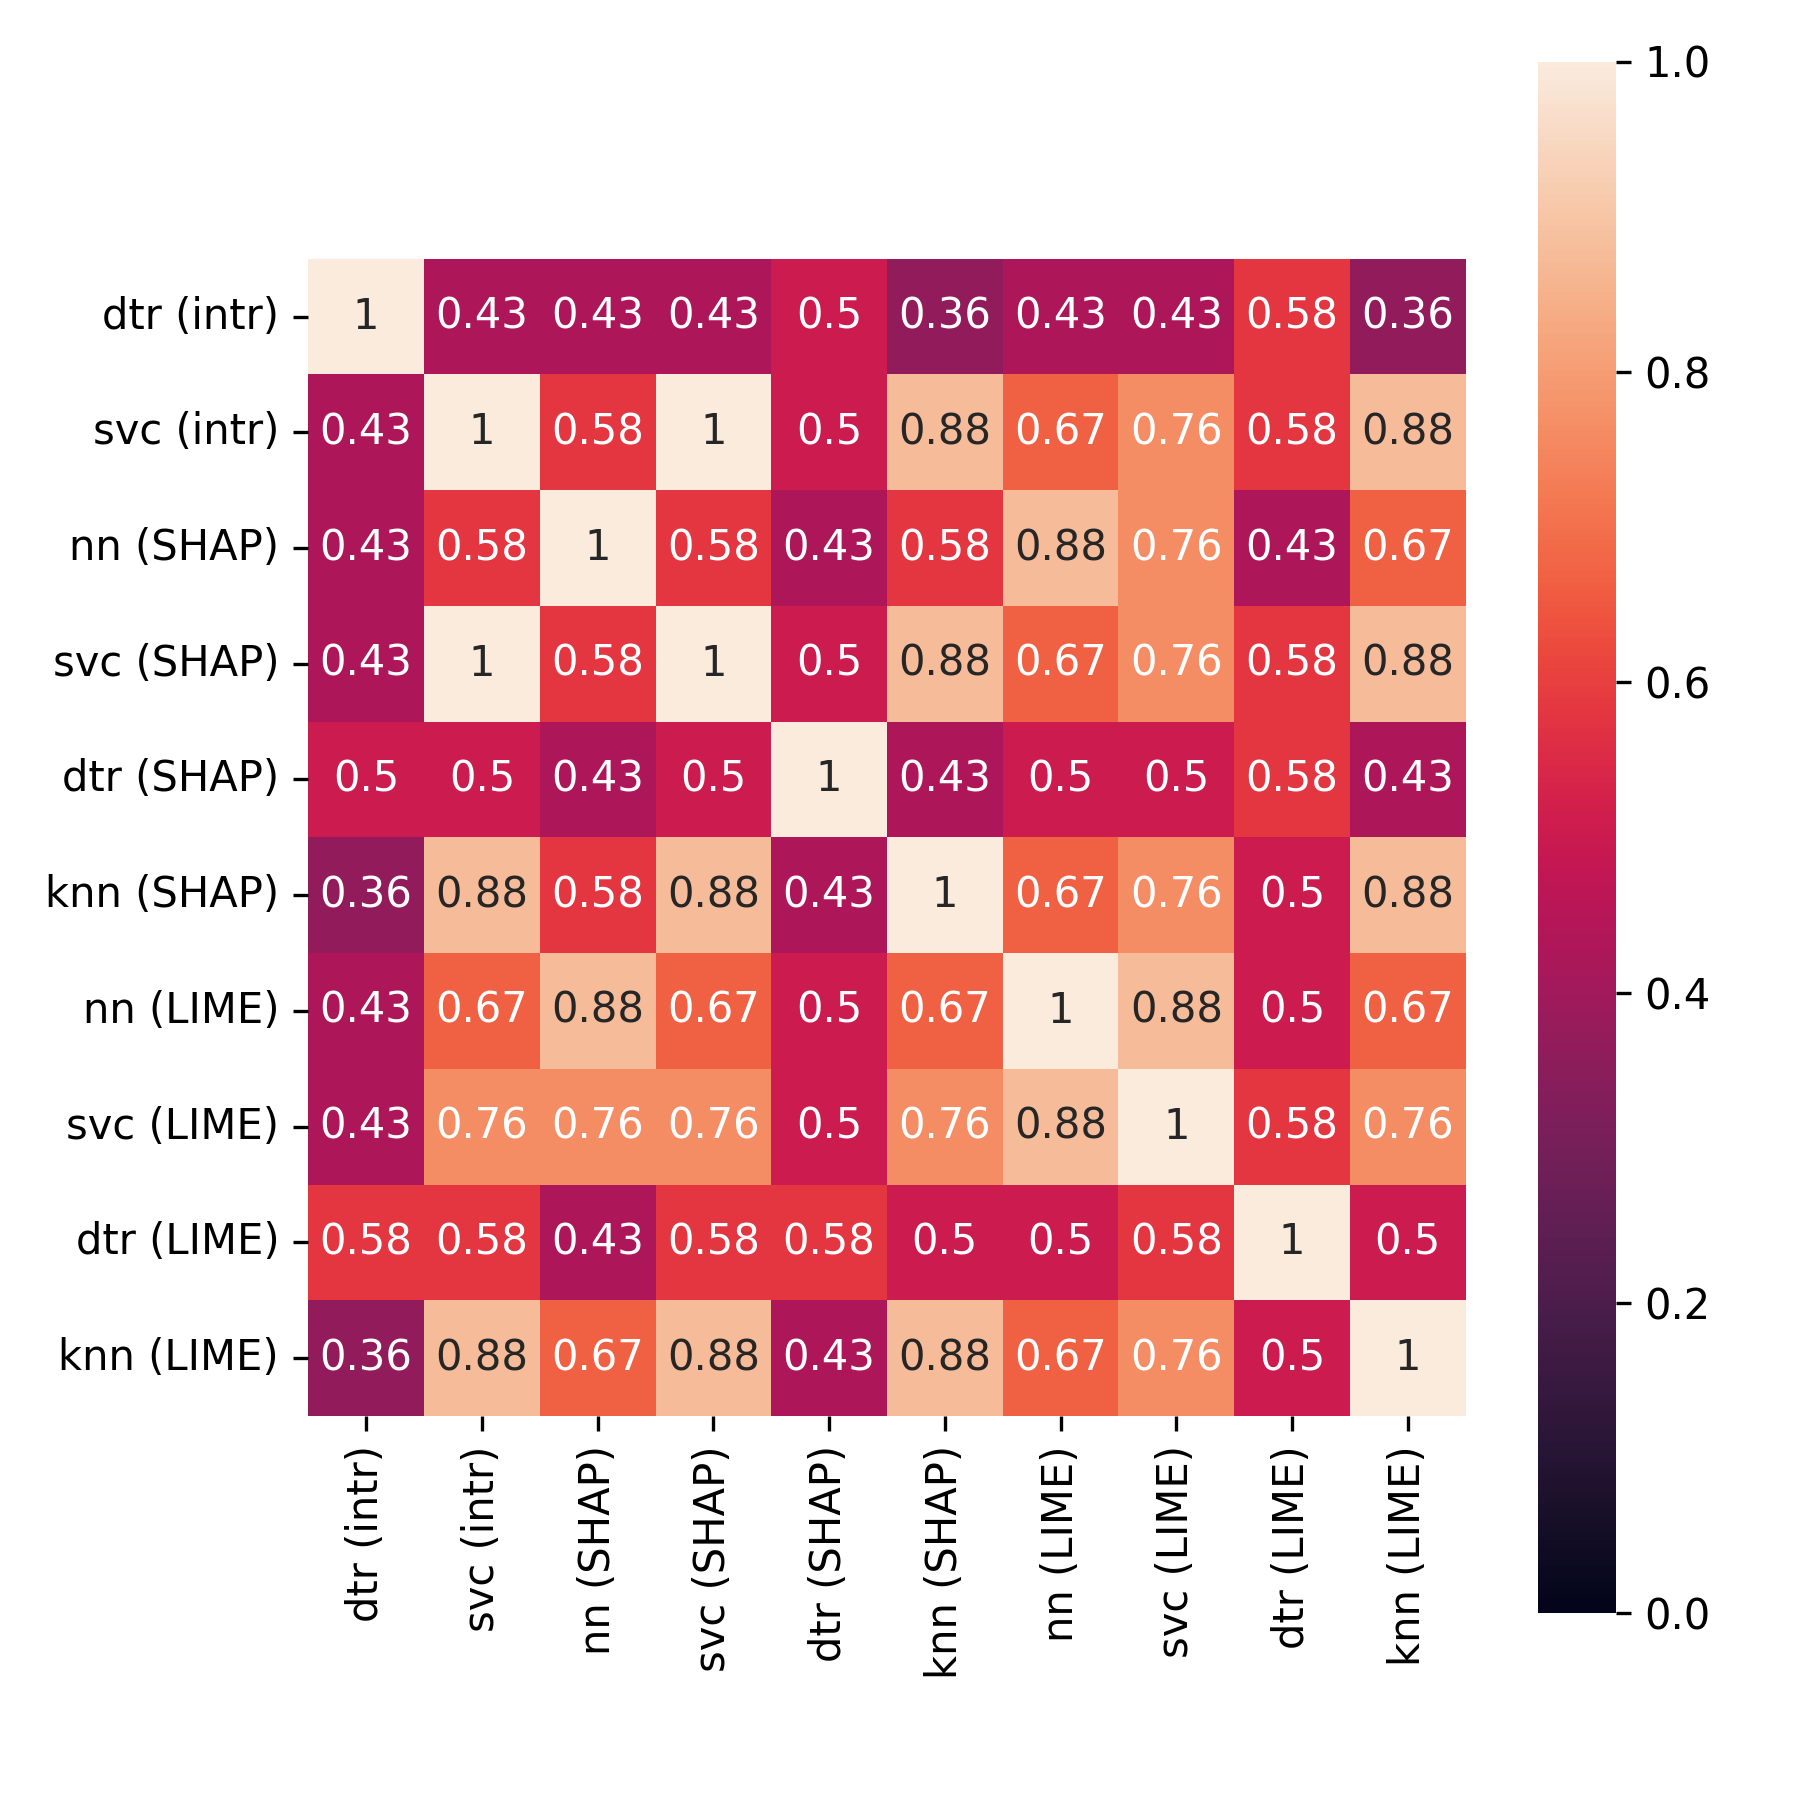 1.0
dtr (intr) 1 0.43 0.43 0.43 0.5 0.36 0.43 0.43 0.58 0.36
0.8
svc (intr) 0.43 1 0.58 1 0.5 0.88 0.67 0.76 0.58 0.88
nn (SHAP) 0.43 0.58 1 0.58 0.43 0.58 0.88 0.76 0.43 0.67
svc (SHAP) 0.43 1 0.58 1 0.5 0.88 0.67 0.76 0.58 0.88
0.6
dtr (SHAP) 0.5 0.5 0.43 0.5 1 0.43 0.5 0.5 0.58 0.43
knn (SHAP) 0.36 0.88 0.58 0.88 0.43 1 0.67 0.76 0.5 0.88
0.4
nn (LIME) 0.43 0.67 0.88 0.67 0.5 0.67 1 0.88 0.5 0.67
svc (LIME) 0.43 0.76 0.76 0.76 0.5 0.76 0.88 1 0.58 0.76
dtr (LIME) 0.58 0.58 0.43 0.58 0.58 0.5 0.5 0.58 1 0.5
0.2
knn (LIME) 0.36 0.88 0.67 0.88 0.43 0.88 0.67 0.76 0.5 1
0.0
dtr (intr)
svc (intr)
nn (SHAP)
svc (SHAP)
dtr (SHAP)
knn (SHAP)
nn (LIME)
svc (LIME)
dtr (LIME)
knn (LIME)